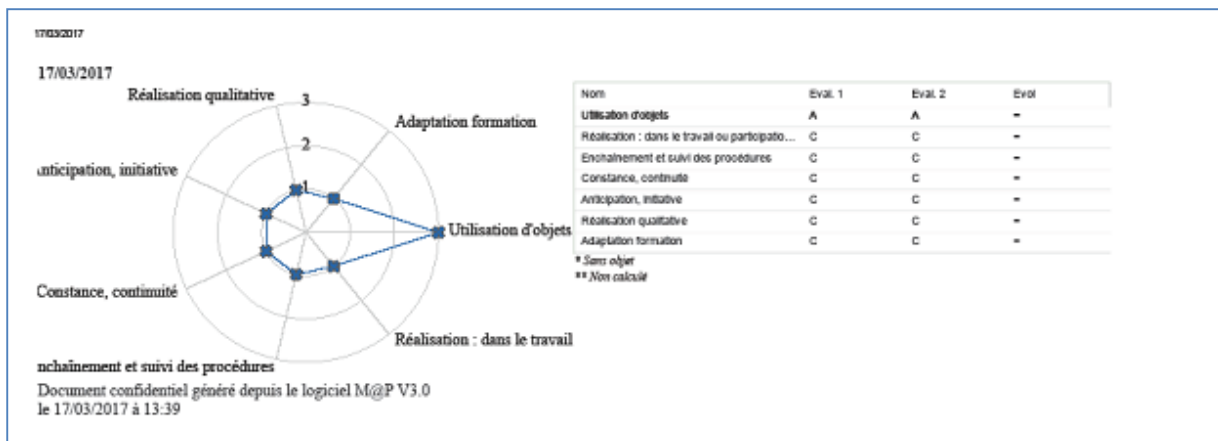 17/03/2017
17/03/2017
Réalisation qualitative
3
Adaptation formation
2
anticipation, initiative
1
Utilisation d'objets
Constance, continuité
Réalisation : dans le travail
nchaînement et suivi des procédures
Document confidentiel généré depuis le logiciel M@P V3.0
le 17/03/2017 à 13:39
Nom Eval. 1 Eval. 2 Evol
Utilisation d'objets A A =
Réalisation : dans le travail ou participatio... C C =
Enchaînement et suivi des procédures C C =
Constance, continuité C C =
Anticipation, initiative C C =
Réalisation qualitative C C =
Adaptation formation C C =
* Sans objet
** Non calculé